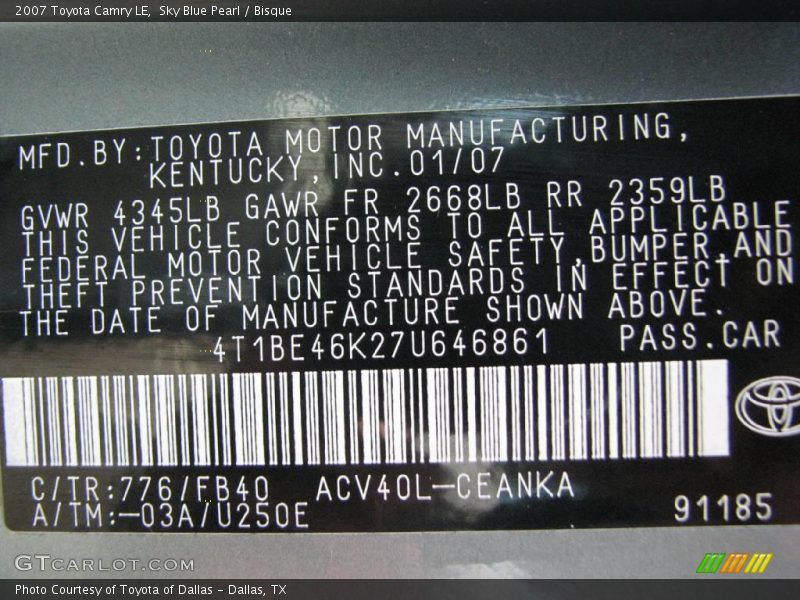 2007 Toyota Camry LE,  Sky Blue Pearl / Bisque
MFD.BY:TOYOTA MOTOR MANUFACTURING,
KENTUCKY,INC.01/07
GVWR 4345LB GAWR FR 2668LB RR 2359LB
THIS VEHICLE CONFORMS TO ALL APPLICABLE
FEDERAL MOTOR VEHICLE SAFETY,BUMPER,AND
THEFT PREVENTION STANDARDS IN EFFECT ON
THE DATE OF MANUFACTURE SHOWN ABOVE.
4T1BE46K27U646861 PASS.CAR
C/TR:776/FB40 ACV40L-CEANKA
A/TM:-03A/U250E 91185
GTCARLOT.COM
Photo Courtesy of Toyota of Dallas - Dallas, TX